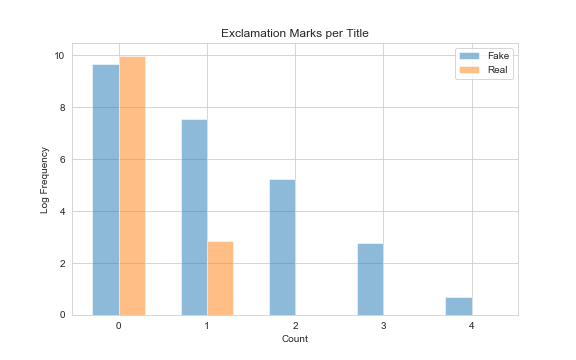 Exclamation Marks per Title
Fake
Real
Log Frequency
10
8
6
4
2
0
0 1 2 3 4
Count